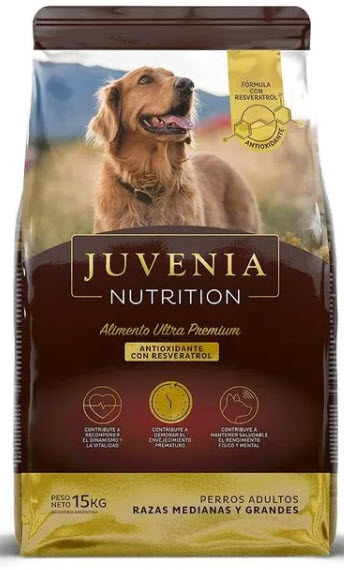 FÓRMULA
CON
RESVERATROL
ANTIOXIDANTE
JUVENIA
NUTRITION
Alimento Ultra Premium
ANTIOXIDANTE
CON RESVERATROL
CONTRIBUYE A
RECOMPONER
EL DINAMISMO Y
LA VITALIDAD
CONTRIBUYE A
DEMORAR EL
ENVEJECIMIENTO
PREMATURO
CONTRIBUYE A
MANTENER SALUDABLE
EL RENDIMIENTO
FÍSICO Y MENTAL
PESO
NETO 15KG
INDUSTRIA ARGENTINA
PERROS ADULTOS
RAZAS MEDIANAS Y GRANDES